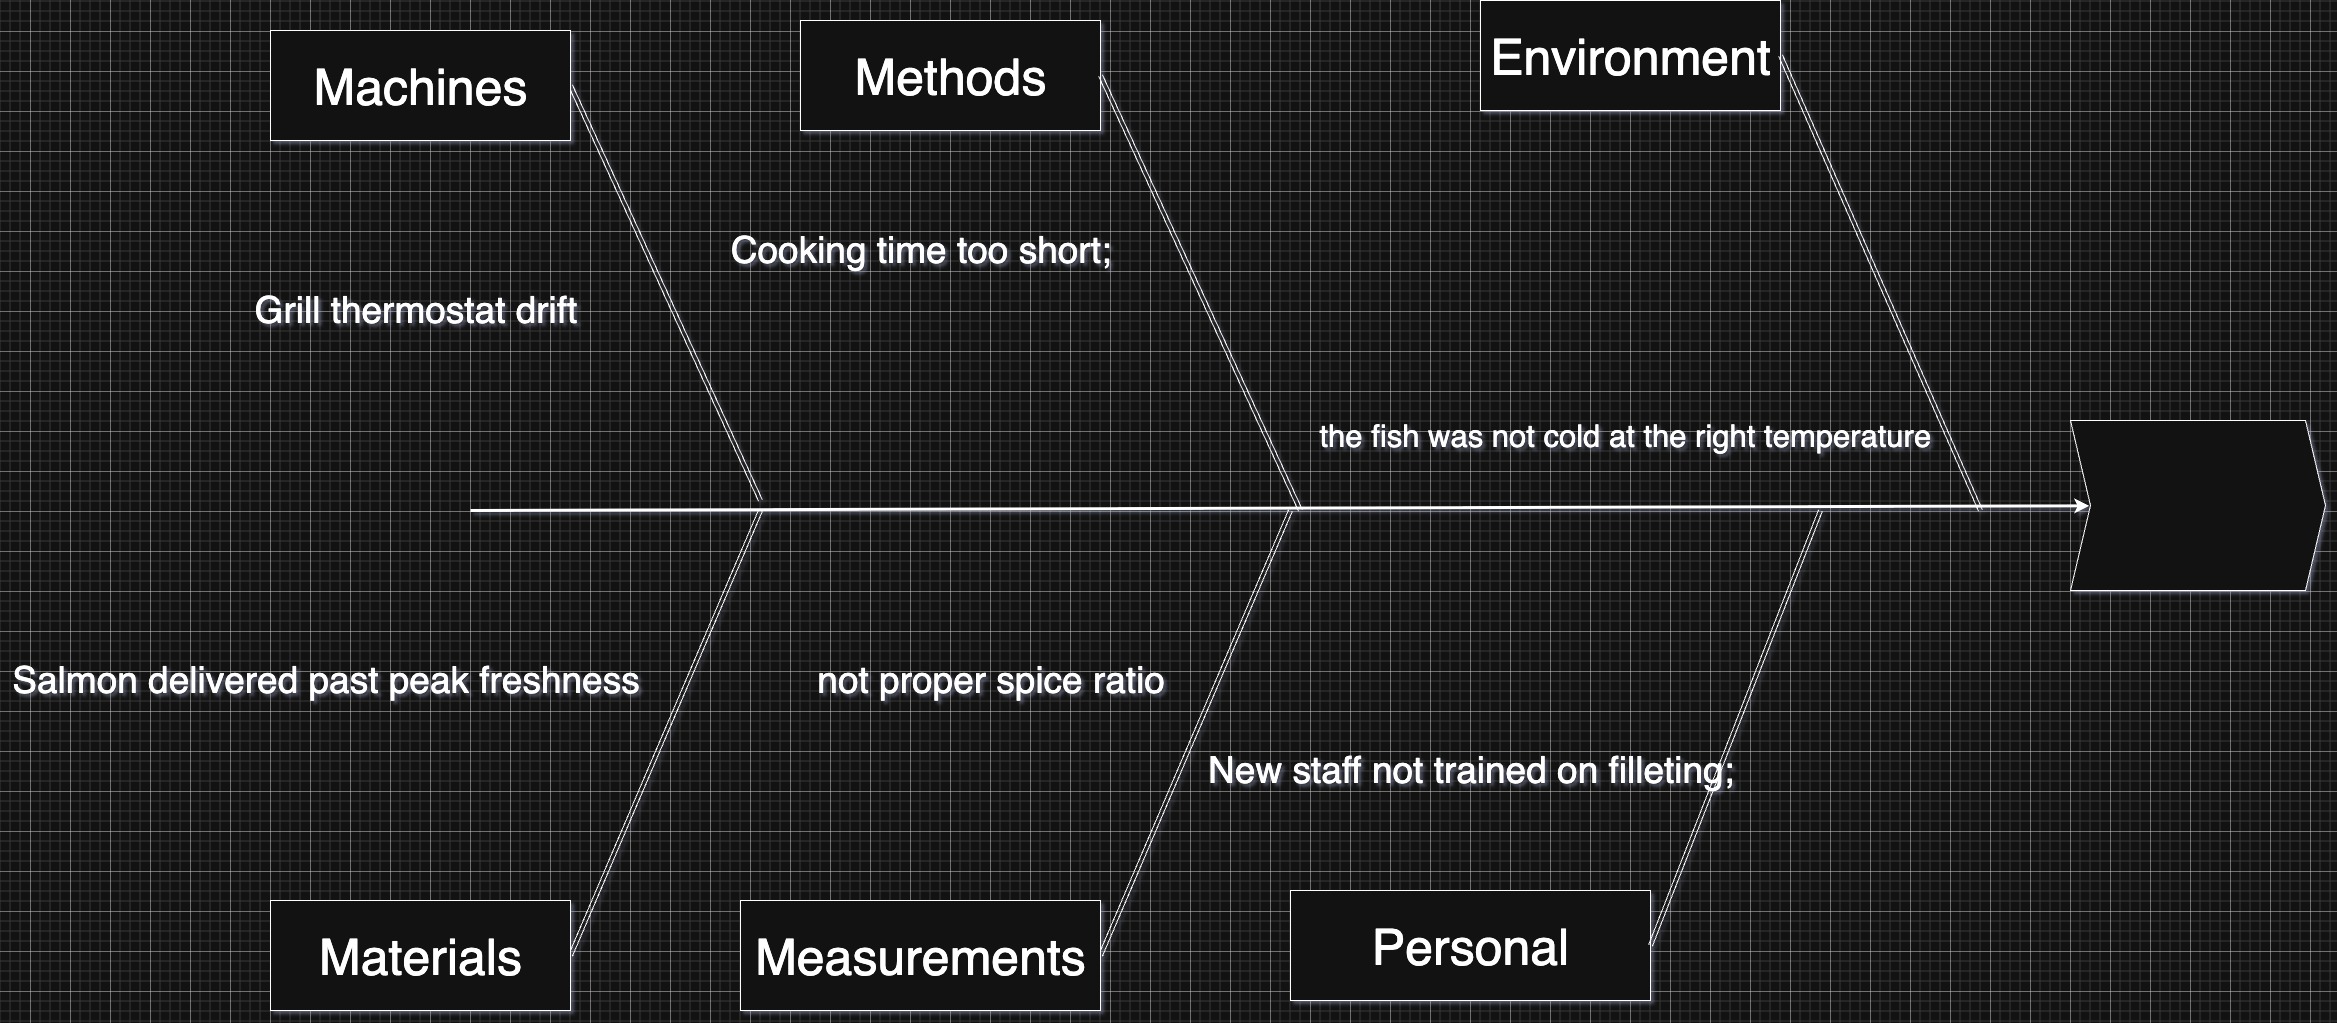 Machines
Methods
Environment
Cooking time too short;
Grill thermostat drift
the fish was not cold at the right temperature
Salmon delivered past peak freshness
not proper spice ratio
New staff not trained on filleting;
Materials
Measurements
Personal